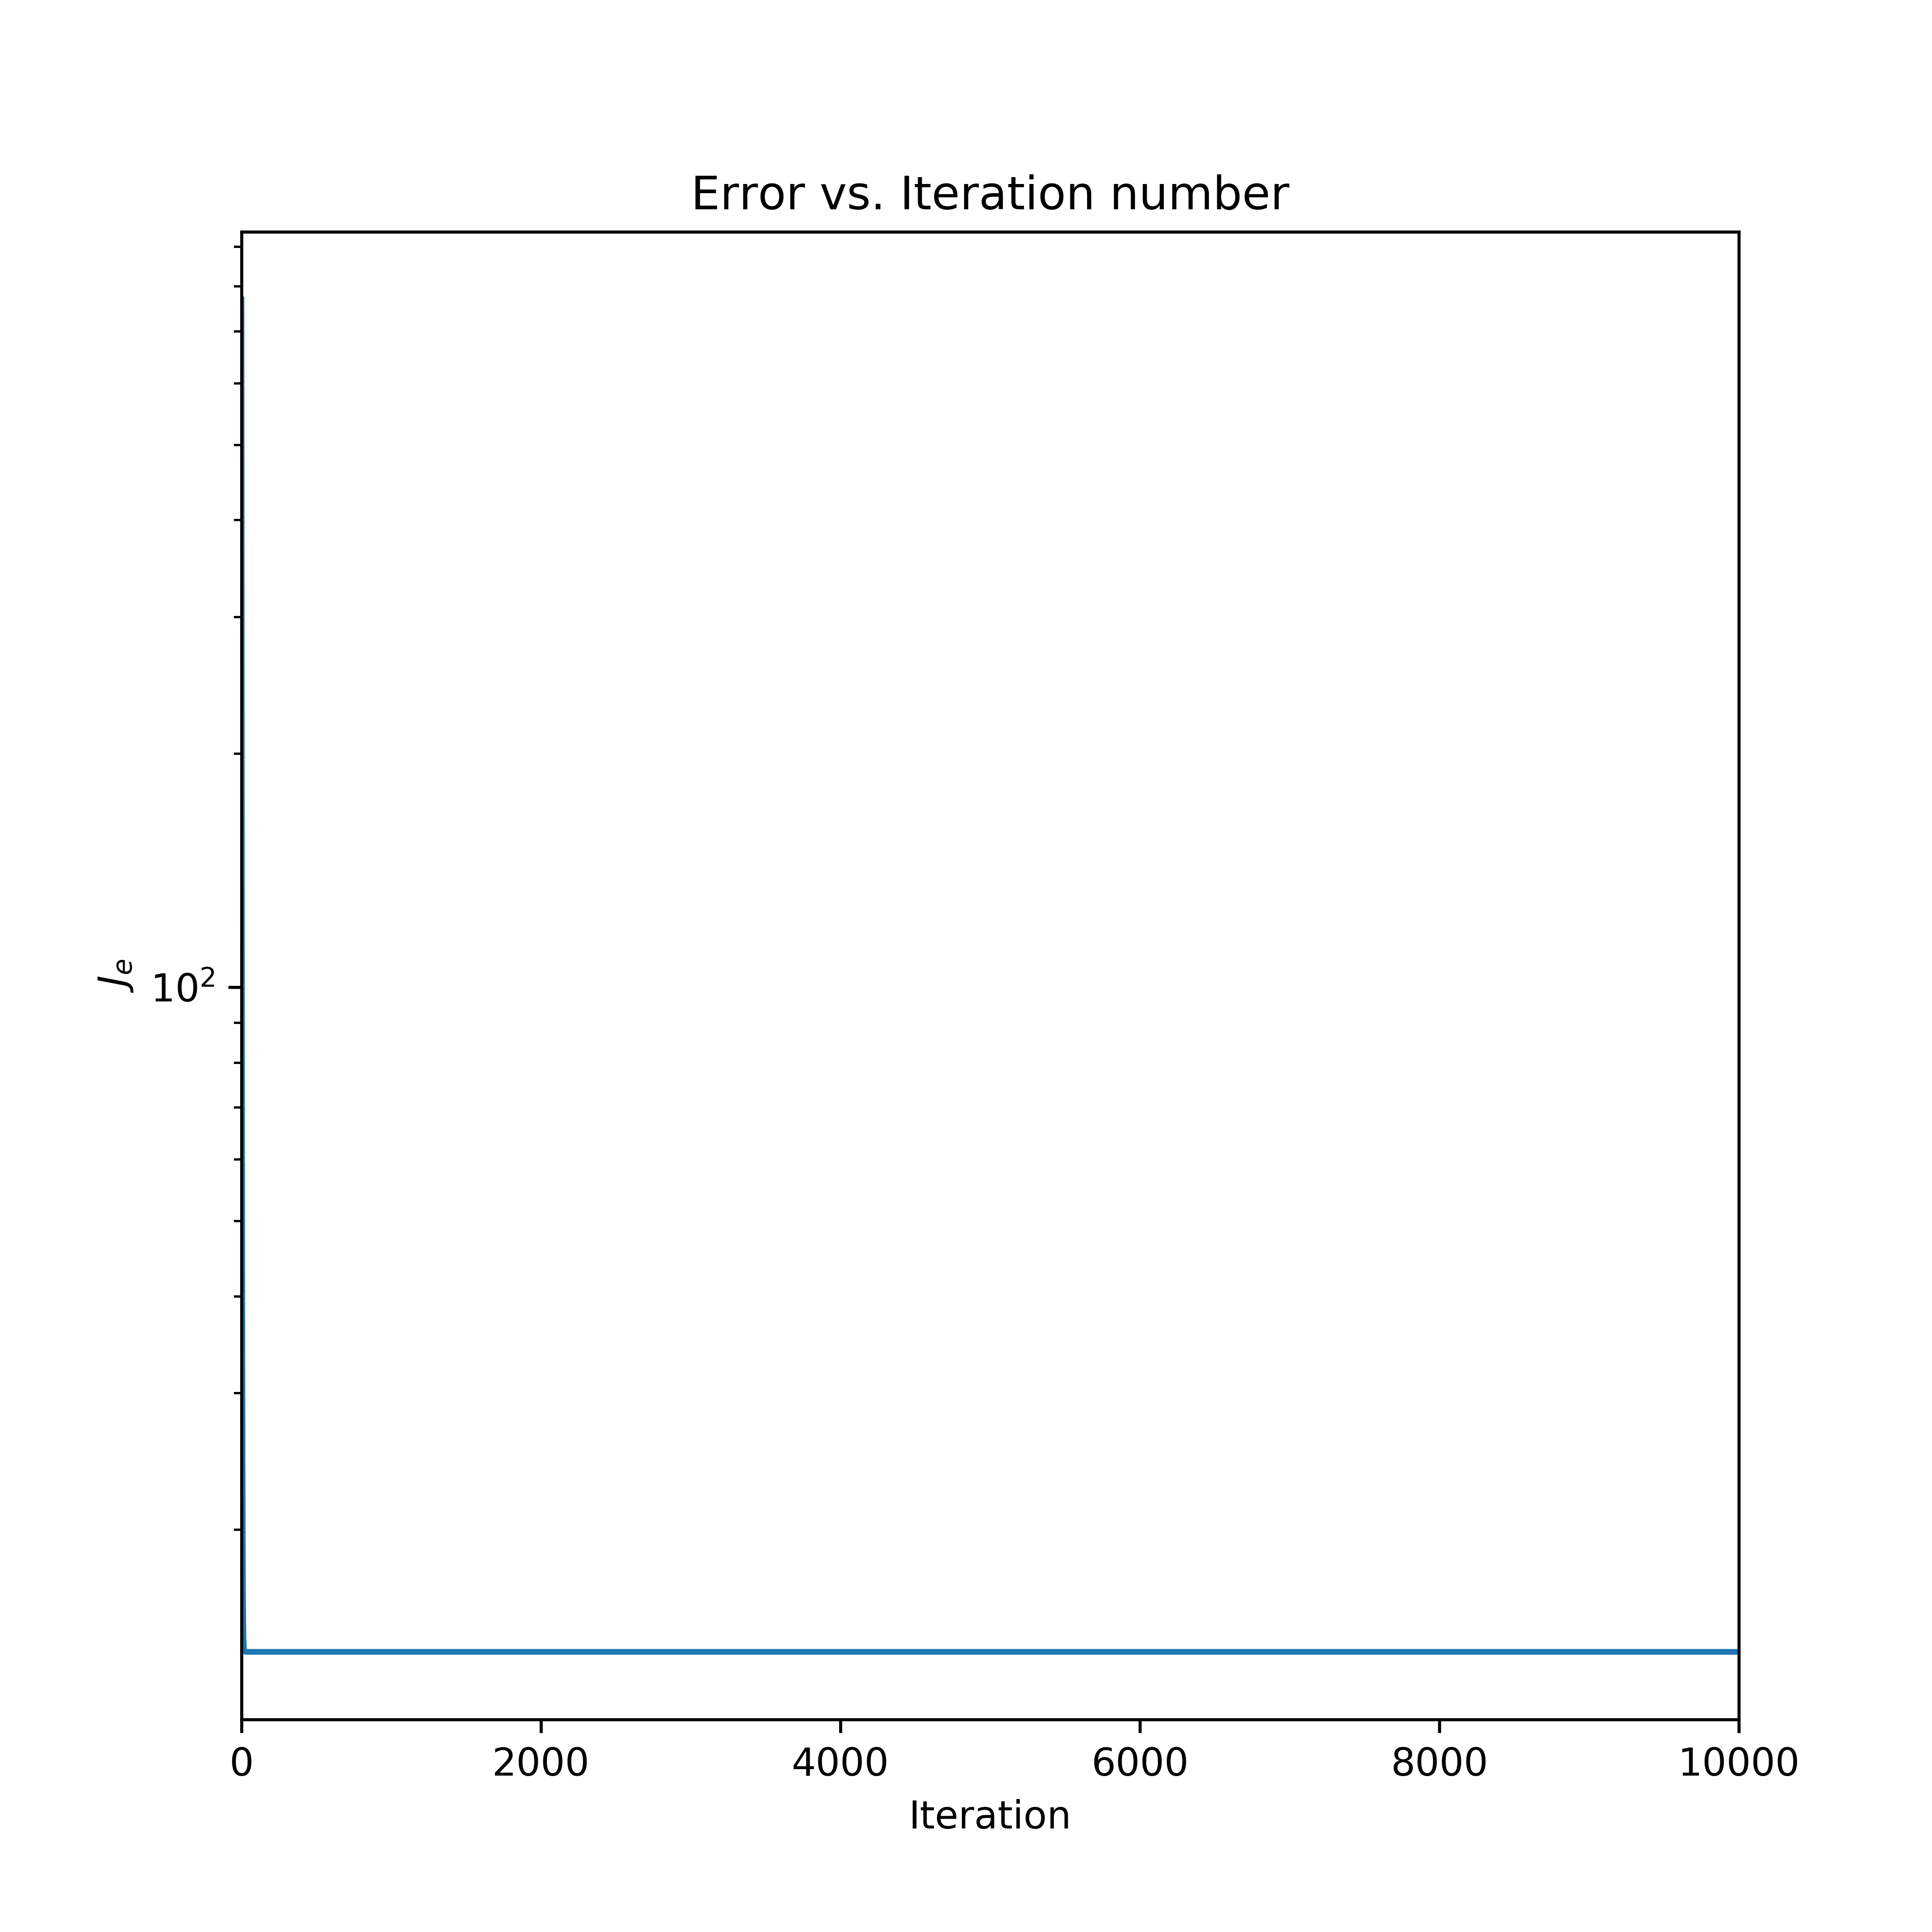 Error vs. Iteration number
Jₑ
10²
0 2000 4000 6000 8000 10000
Iteration